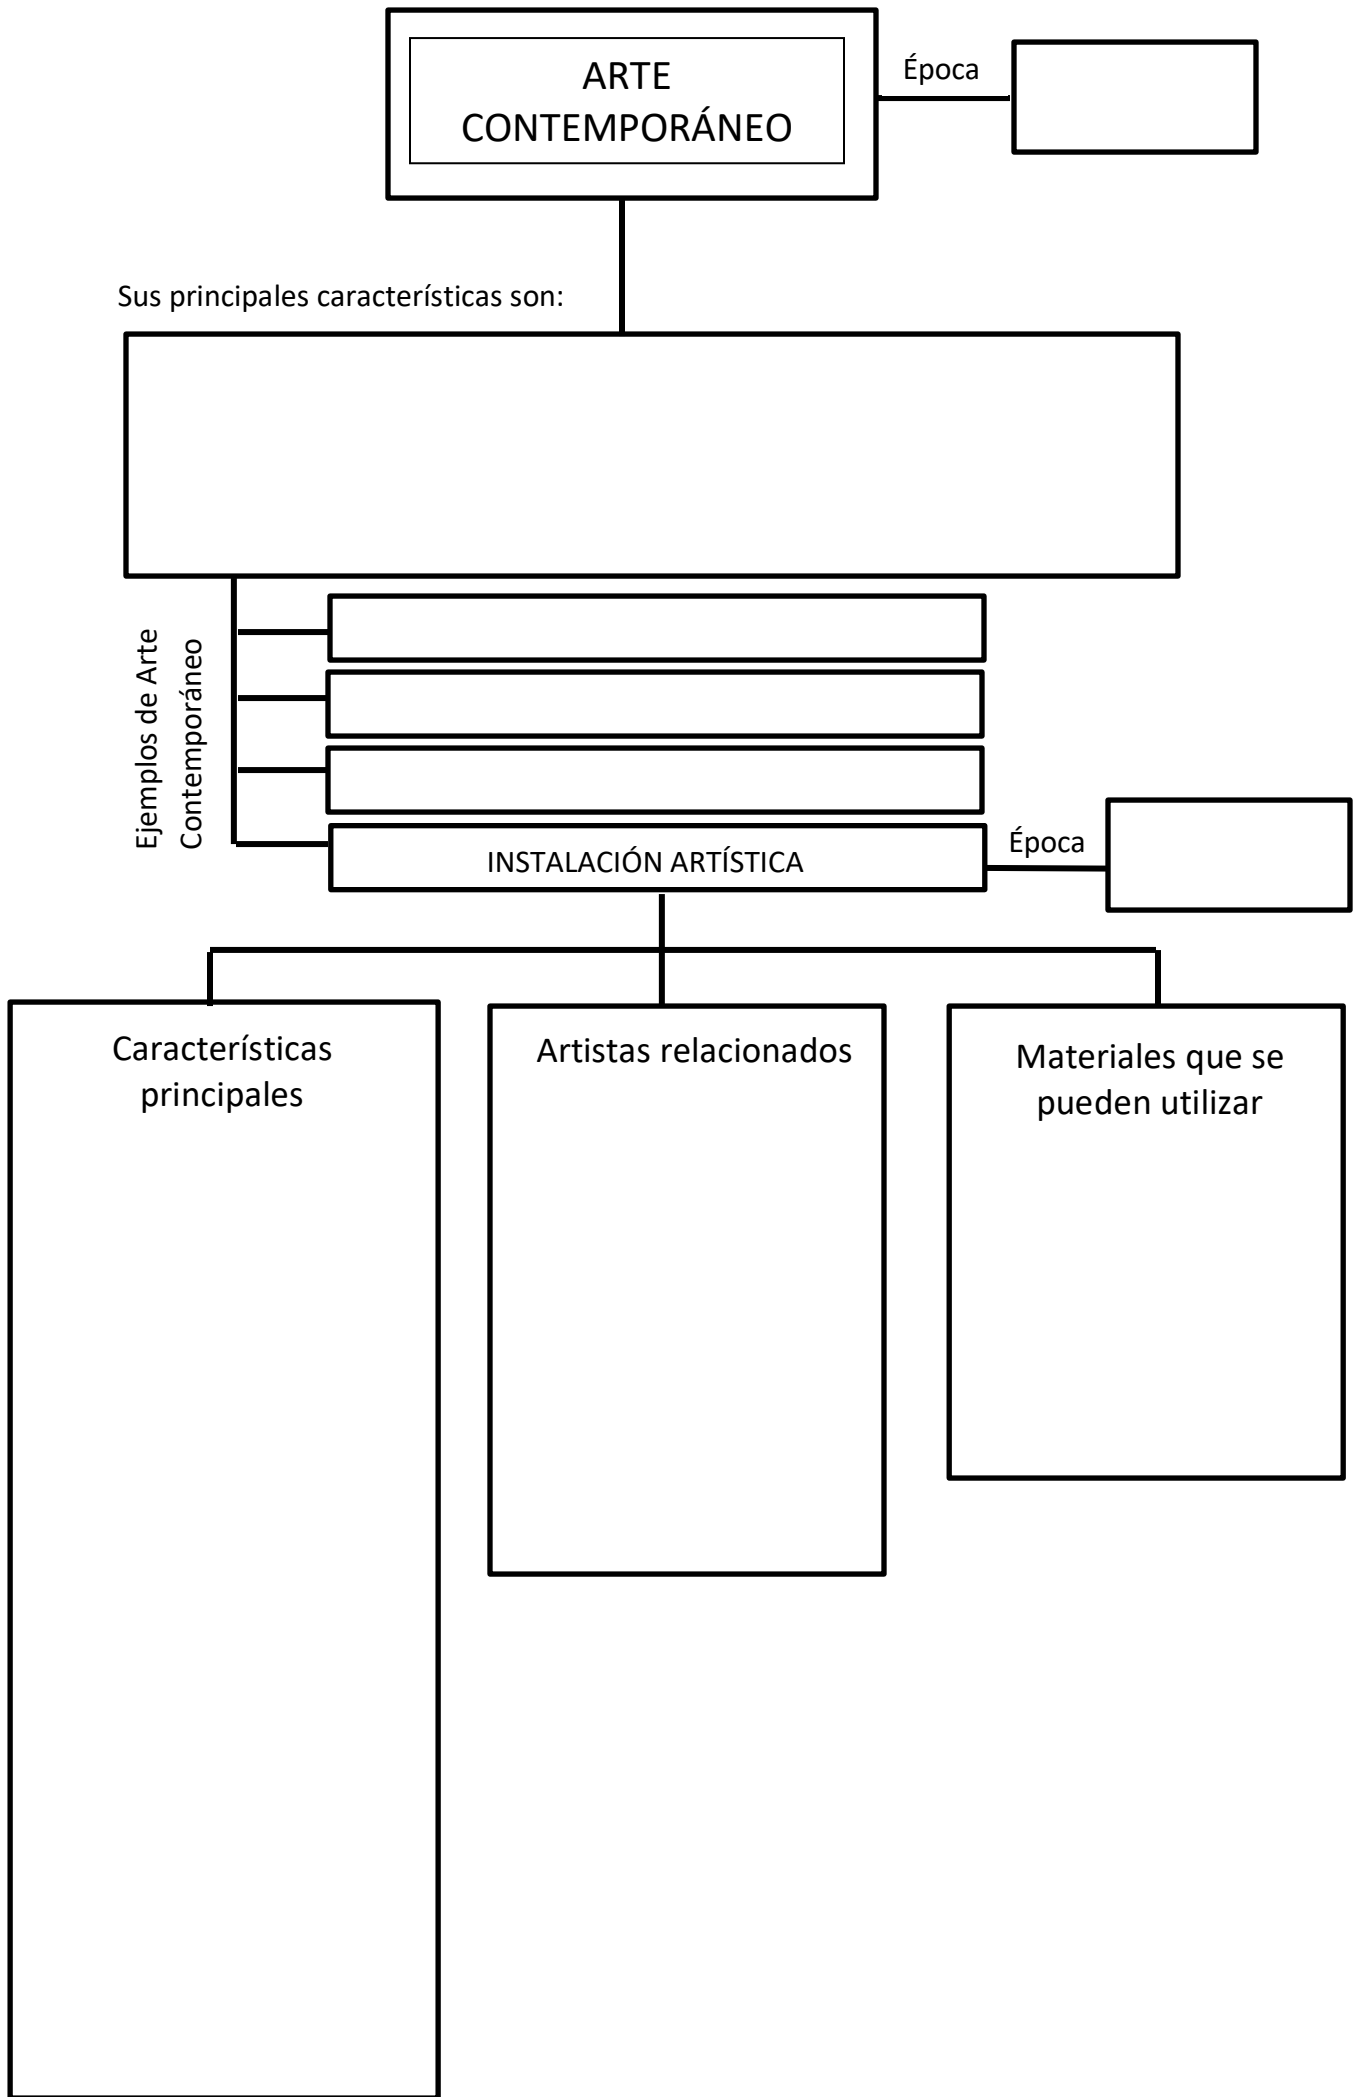 ARTE
CONTEMPORÁNEO
Época
Sus principales características son:
Ejemplos de Arte
Contemporáneo
INSTALACIÓN ARTÍSTICA
Época
Características
principales
Artistas relacionados
Materiales que se
pueden utilizar